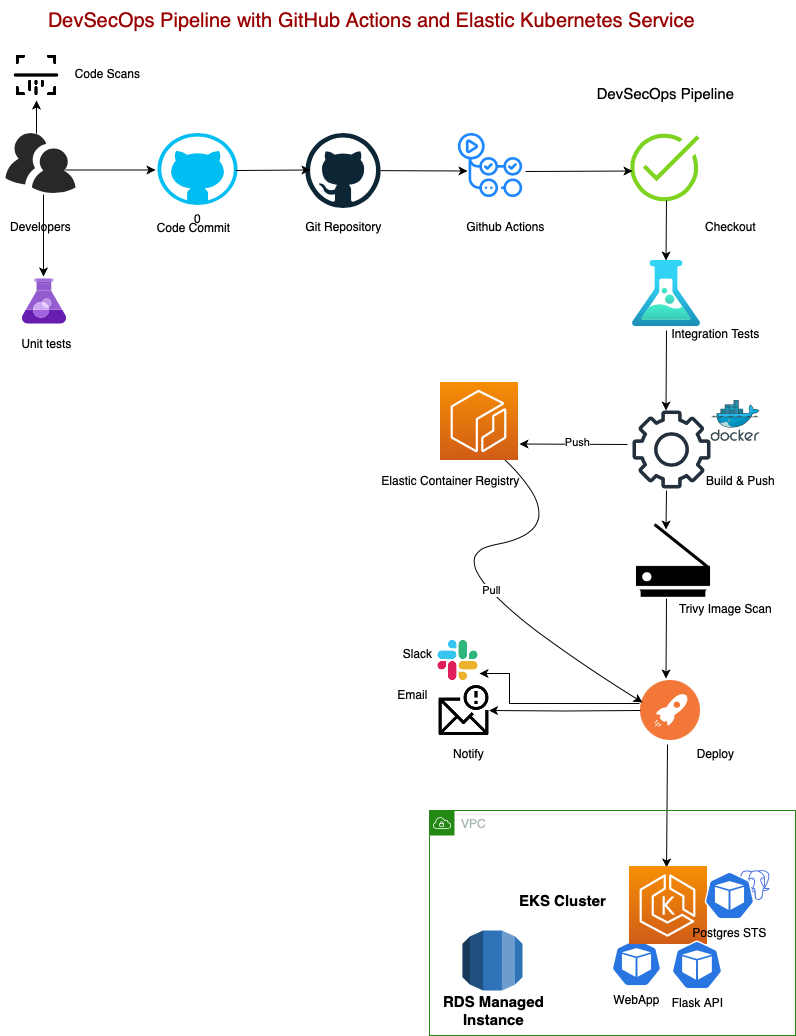 DevSecOps Pipeline with GitHub Actions and Elastic Kubernetes Service
Code Scans
DevSecOps Pipeline
Developers
0
Code Commit
Git Repository
Github Actions
Checkout
Unit tests
Integration Tests
docker
Push
Elastic Container Registry
Build & Push
Pull
Trivy Image Scan
Slack
Email
Notify
Deploy
VPC
EKS Cluster
K
Postgres STS
WebApp
Flask API
RDS Managed
Instance